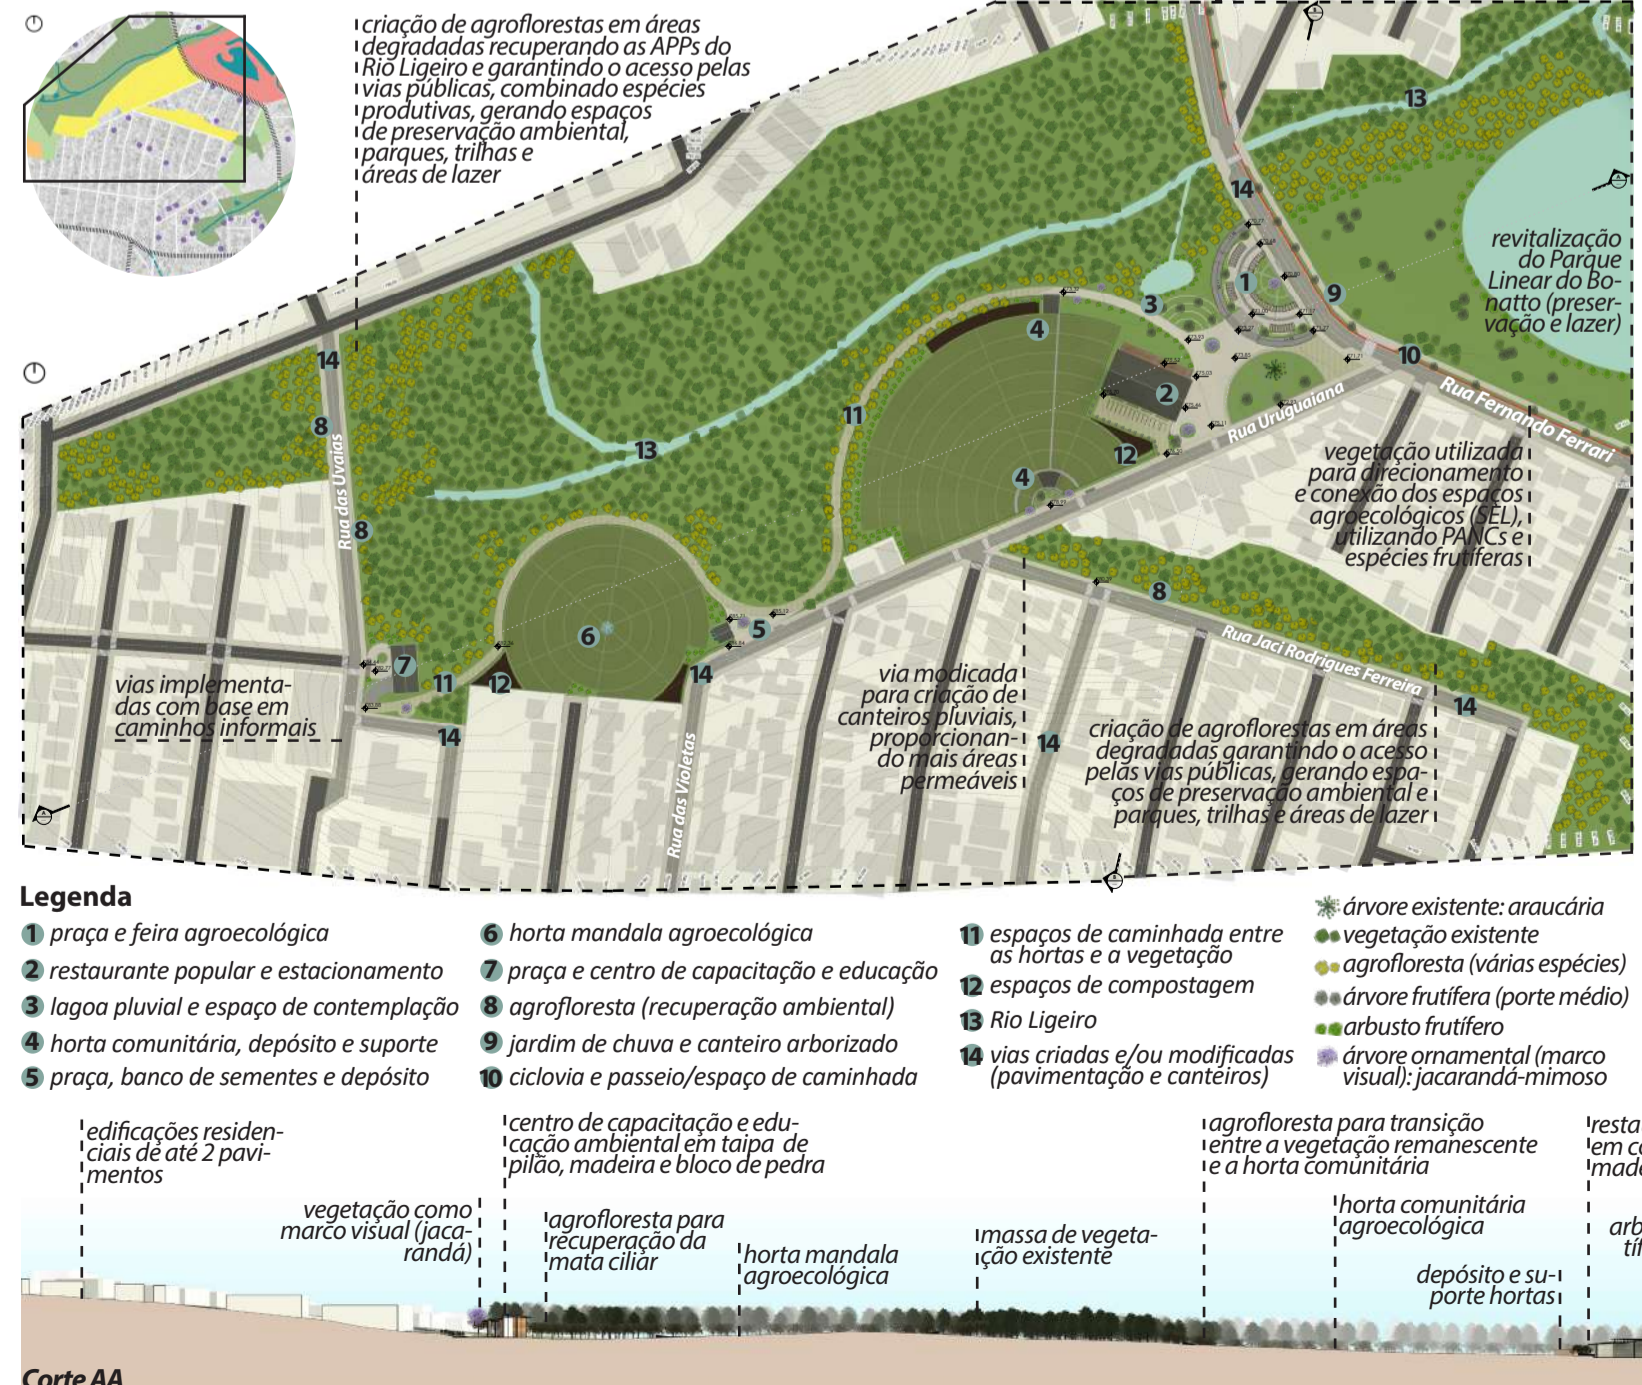 criação de agroflorestas em áreas
degradadas recuperando as APPs do
Rio Ligeiro e garantindo o acesso pelas
vias públicas, combinado espécies
produtivas, gerando espaços
de preservação ambiental,
parques, trilhas e
áreas de lazer
13
14
revitalização
do Parque
Linear do Bo-
natto (preser-
vação e lazer)
1
9
3
4
14
10
2
Rua Uruguaiana
Rua Fernando Ferrari
8
11
13
12
4
vegetação utilizada
para direcionamento
e conexão dos espaços
agroecológicos (SEL),
utilizando PANCs e
espécies frutíferas
Rua das Uvaias
8
8
Rua Jaci Rodrigues Ferreira
6
5
7
11
12
14
14
14
vias implementa-
das com base em
caminhos informais
via modicada
para criação de
canteiros pluviais,
proporcionan-
do mais áreas
permeáveis
14
criação de agroflorestas em áreas
degradadas garantindo o acesso
pelas vias públicas, gerando espa-
ços de preservação ambiental e
parques, trilhas e áreas de lazer
Rua das Violetas
Legenda
1 praça e feira agroecológica
2 restaurante popular e estacionamento
3 lagoa pluvial e espaço de contemplação
4 horta comunitária, depósito e suporte
5 praça, banco de sementes e depósito
6 horta mandala agroecológica
7 praça e centro de capacitação e educação
8 agrofloresta (recuperação ambiental)
9 jardim de chuva e canteiro arborizado
10 ciclovia e passeio/espaço de caminhada
11 espaços de caminhada entre
as hortas e a vegetação
12 espaços de compostagem
13 Rio Ligeiro
14 vias criadas e/ou modificadas
(pavimentação e canteiros)
árvore existente: araucária
vegetação existente
agrofloresta (várias espécies)
árvore frutífera (porte médio)
arbusto frutífero
árvore ornamental (marco
visual): jacarandá-mimoso
edificações residen-
ciais de até 2 pavi-
mentos
vegetação como
marco visual (jaca-
randá)
centro de capacitação e edu-
cação ambiental em taipa de
pilão, madeira e bloco de pedra
agrofloresta para
recuperação da
mata ciliar
horta mandala
agroecológica
massa de vegeta-
ção existente
agrofloresta para transição
entre a vegetação remanescente
e a horta comunitária
horta comunitária
agroecológica
depósito e su-
porte hortas
resta
em co
made
arb
tíf
Corte AA